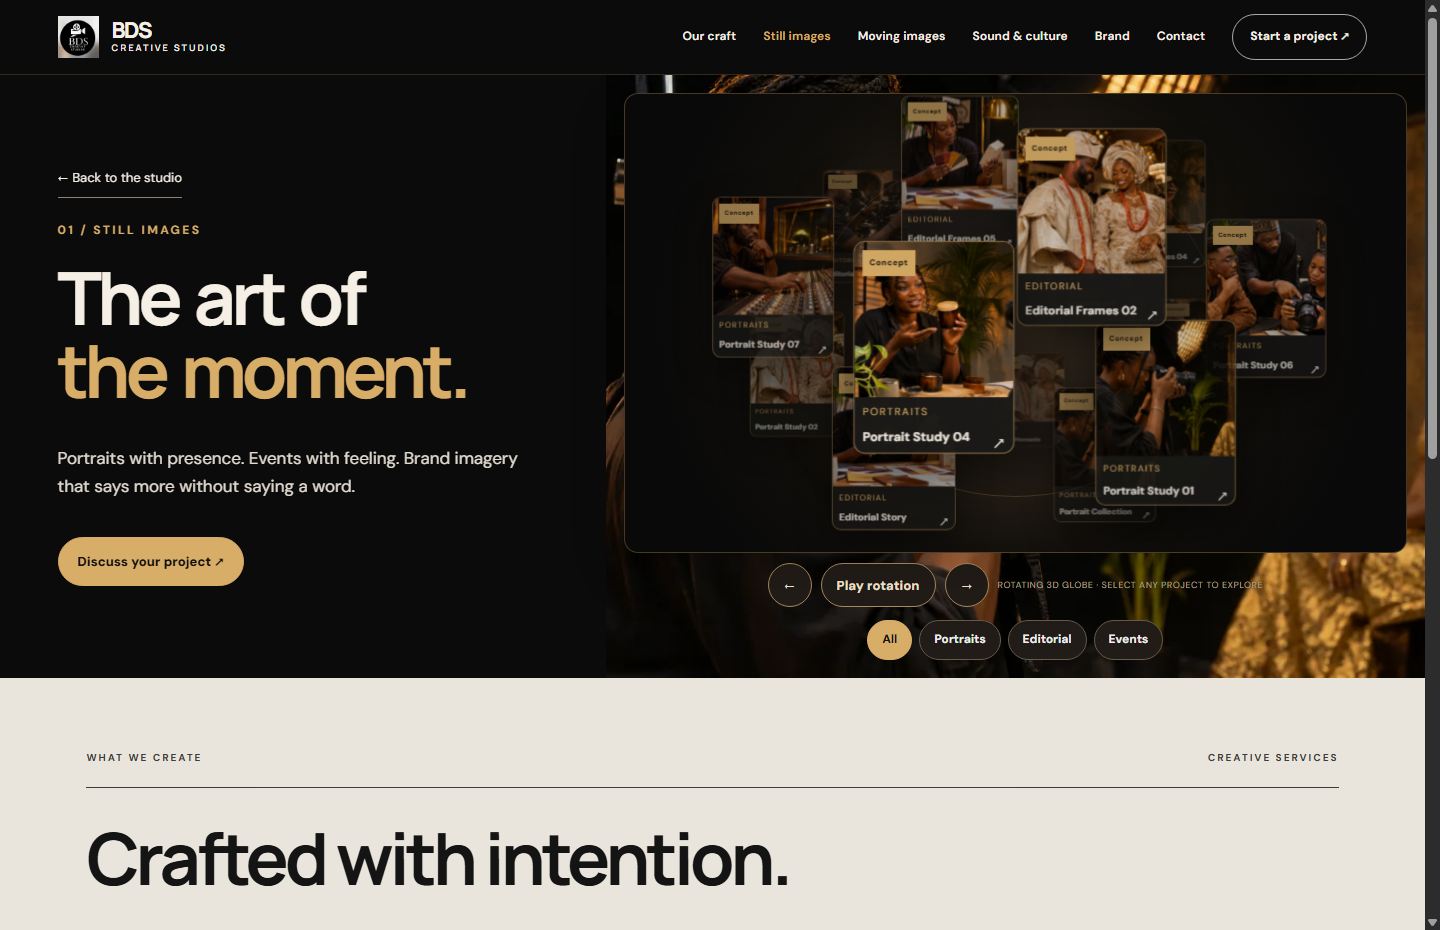 BDS
CREATIVE STUDIOS
Our craft
Still images
Moving images
Sound & culture
Brand
Contact
Start a project ↗
← Back to the studio
01 / STILL IMAGES
The art of
the moment.
Portraits with presence. Events with feeling. Brand imagery
that says more without saying a word.
Discuss your project ↗
Concept
EDITORIAL
Editorial Frames 05
Concept
EDITORIAL
Editorial Frames 02 ↗
Concept
Concept
PORTRAITS
Portrait Study 07 ↗
Concept
Portrait Study 06 ↗
Concept
PORTRAITS
Portrait Study 04 ↗
Concept
PORTRAITS
Portrait Study 01 ↗
PORTRAITS
Portrait Study 02
EDITORIAL
Editorial Story ↗
Concept
Portrait Collection ↗
←
Play rotation
→
ROTATING 3D GLOBE · SELECT ANY PROJECT TO EXPLORE
All
Portraits
Editorial
Events
WHAT WE CREATE
CREATIVE SERVICES
Crafted with intention.